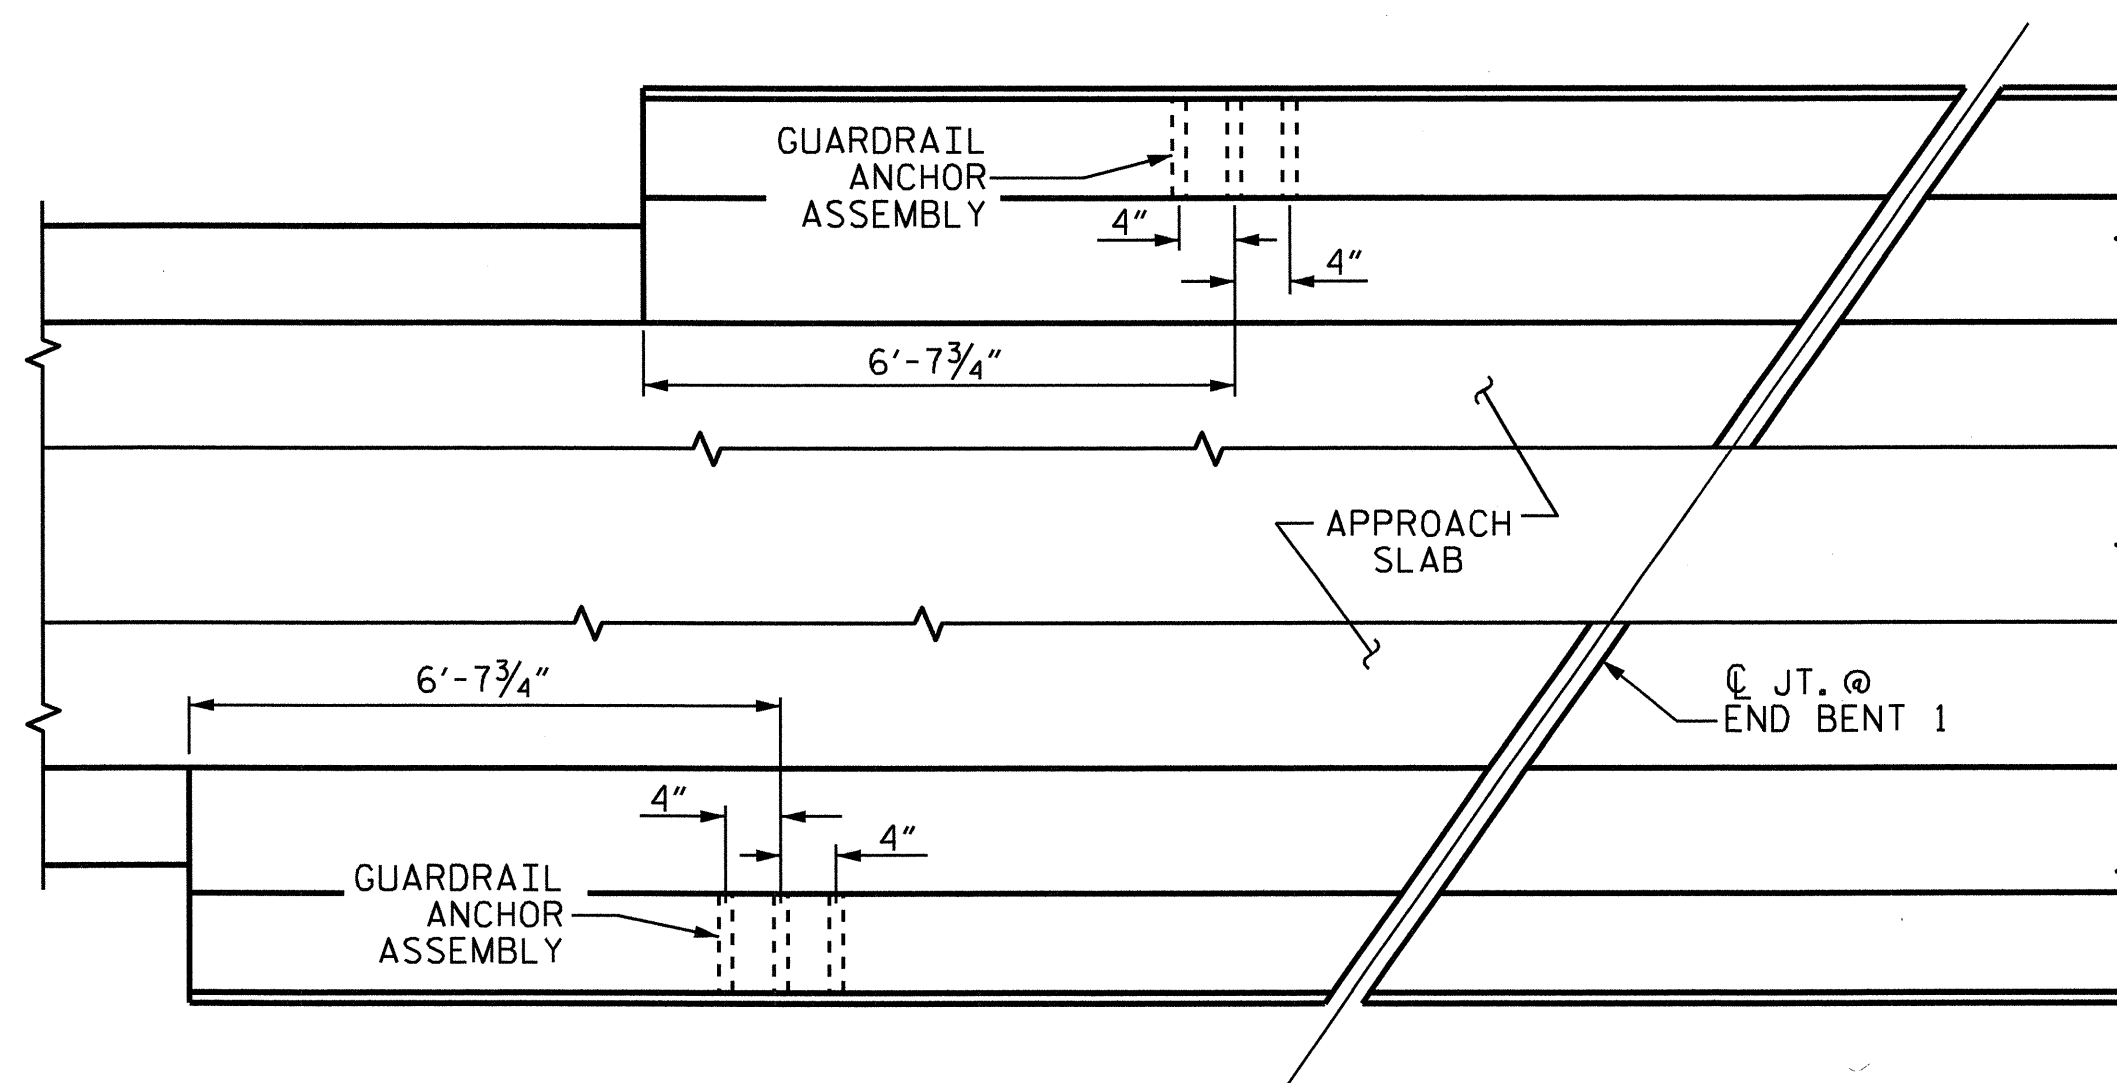 GUARDRAIL
ANCHOR
ASSEMBLY
4"
4"
6'-7¾"
APPROACH
SLAB
6'-7¾"
℄ JT. @
END BENT 1
4"
4"
GUARDRAIL
ANCHOR
ASSEMBLY